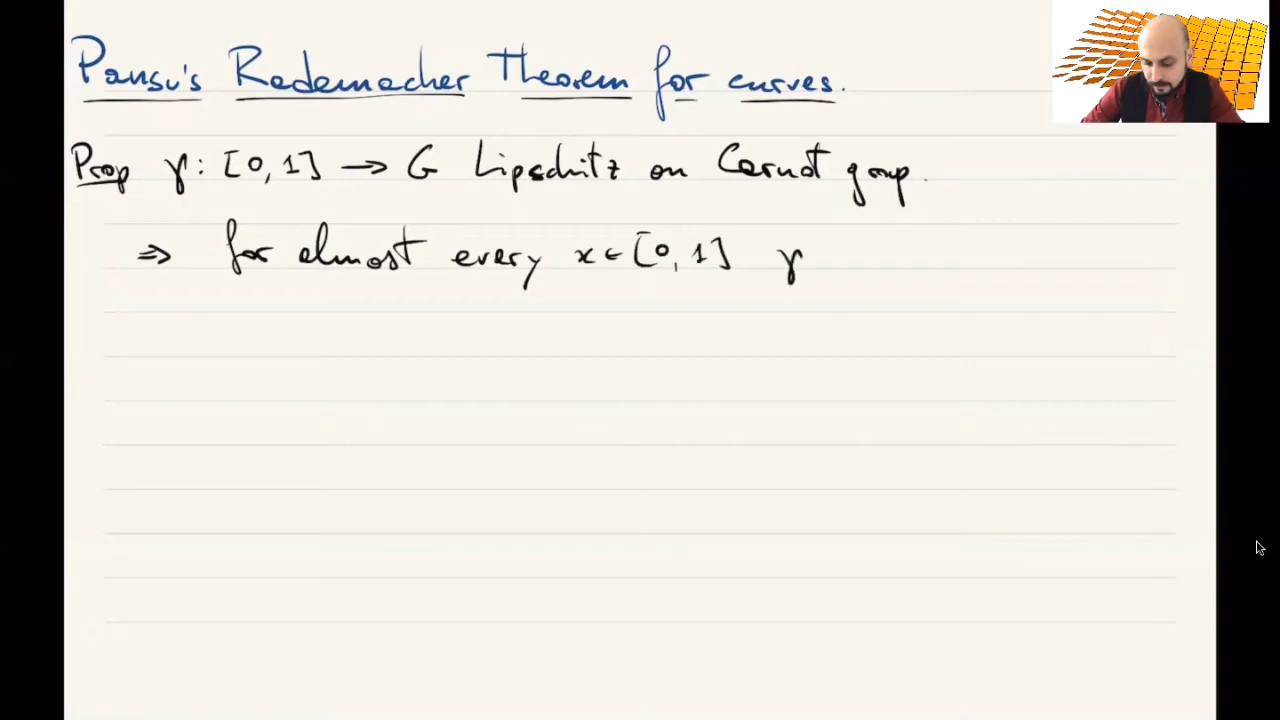 Pansu's Rademacher Theorem for curves.
Prop γ: [0,1] → G Lipschitz on Carnot group.
⇒ for almost every x ∈ [0,1] γ